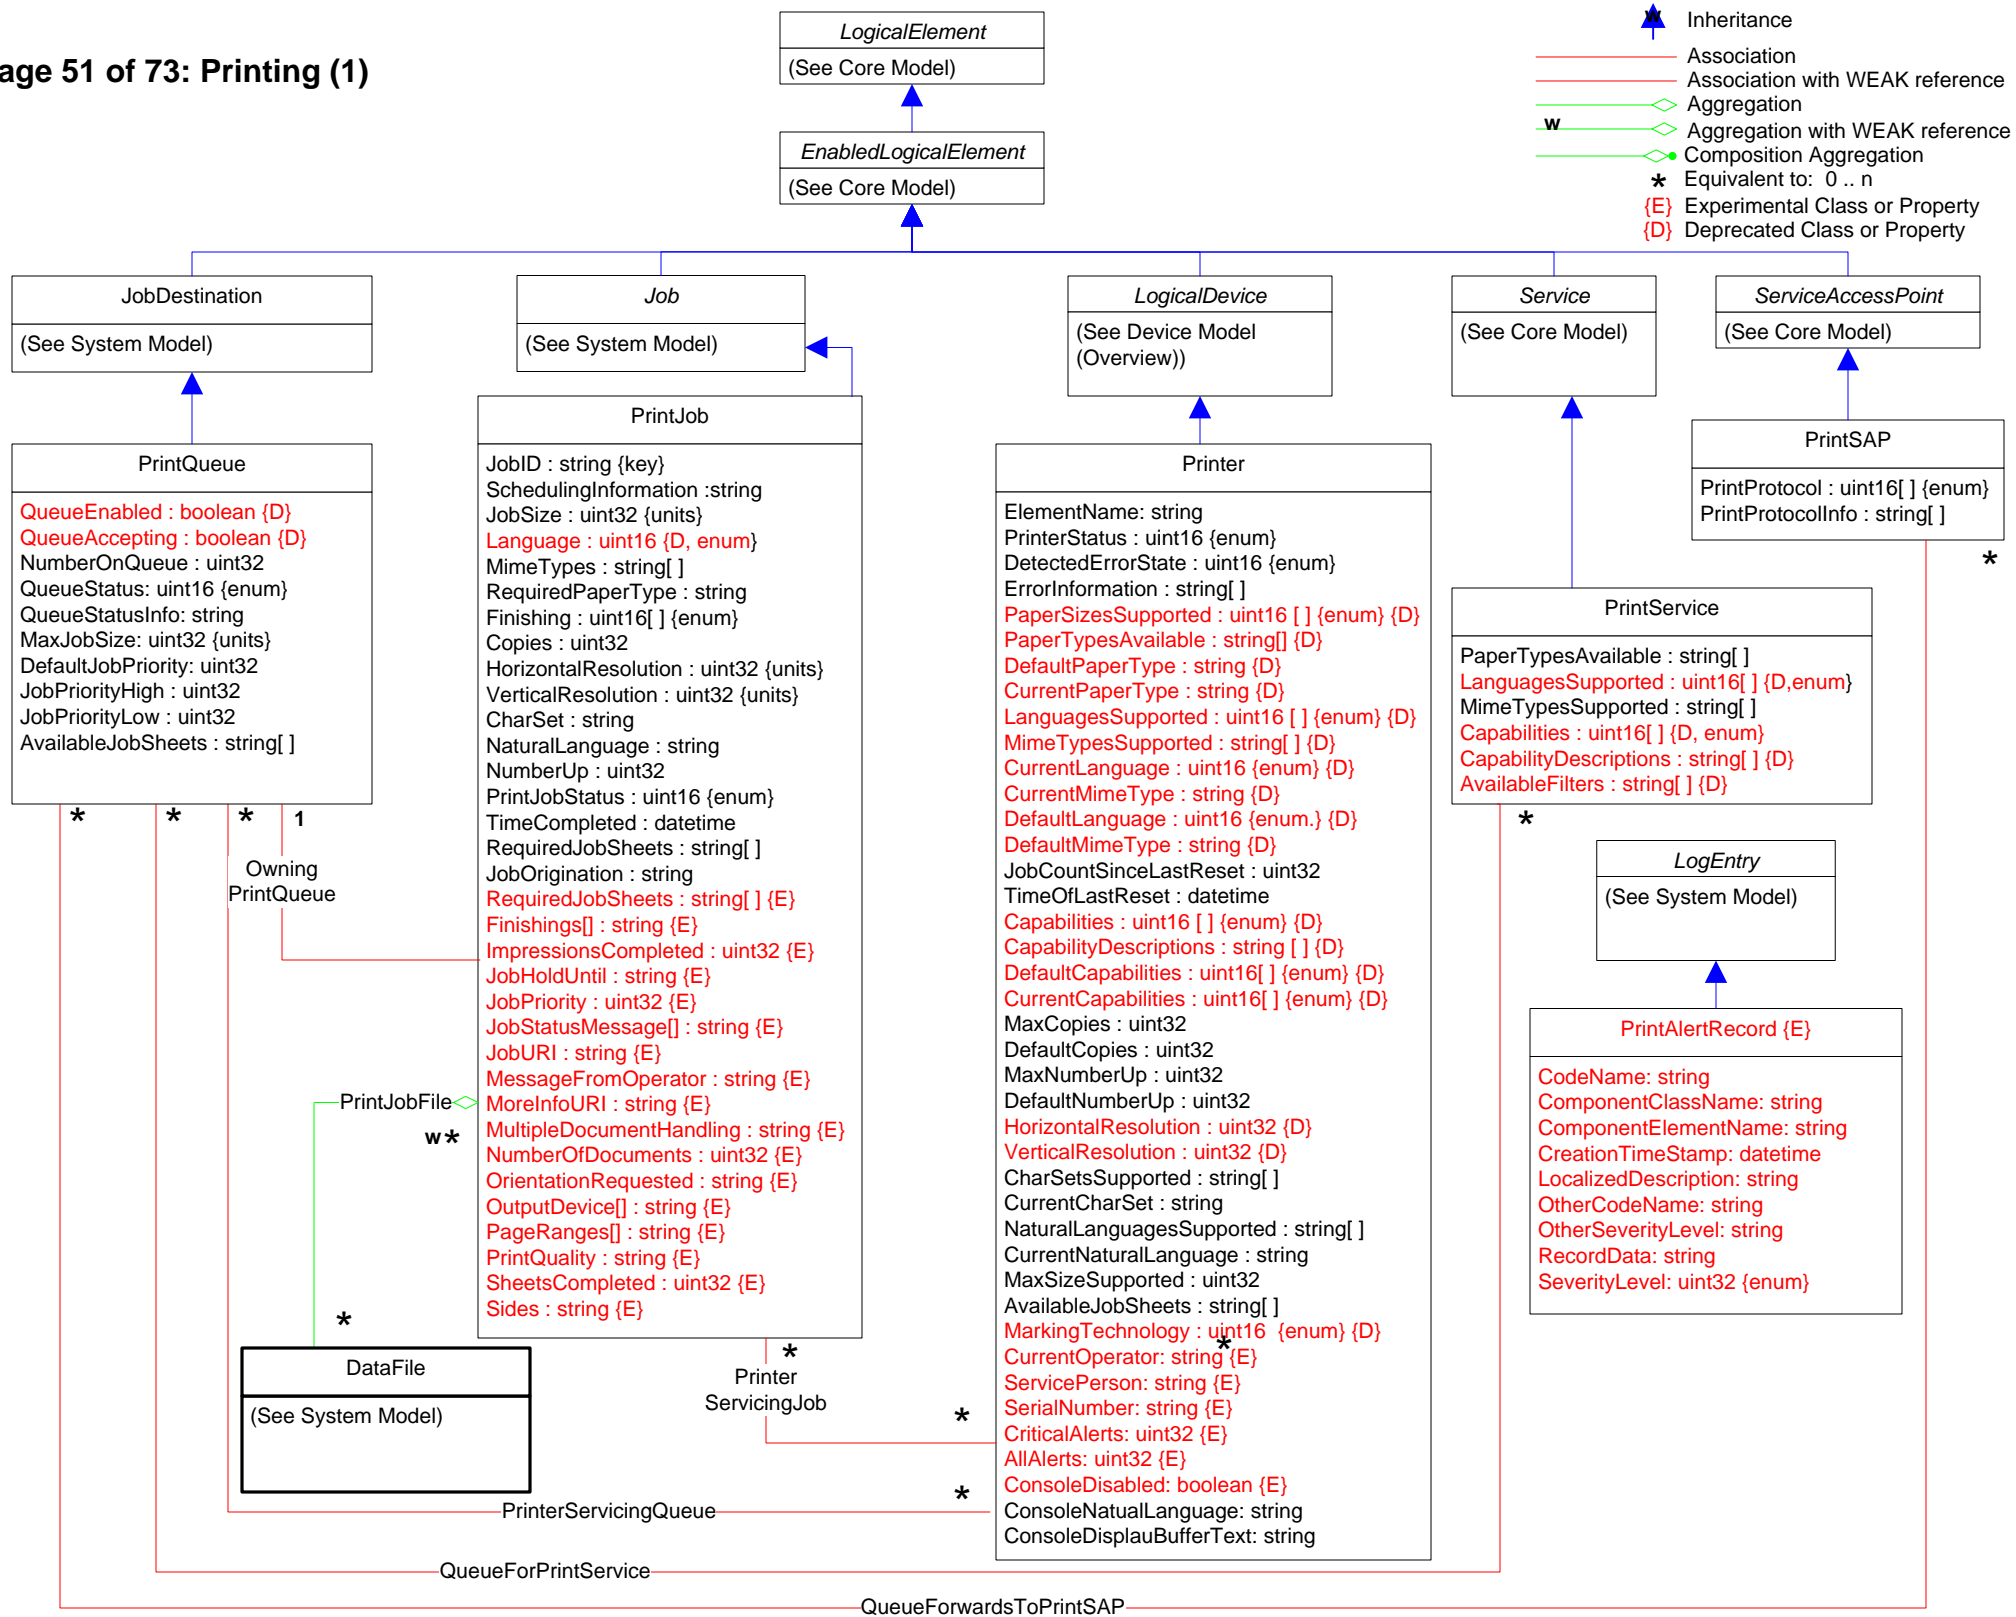 age 51 of 73: Printing (1)
LogicalElement
(See Core Model)
EnabledLogicalElement
(See Core Model)
w
Inheritance
Association
Association with WEAK reference
Aggregation
w
Aggregation with WEAK reference
Composition Aggregation
* Equivalent to: 0 .. n
{E} Experimental Class or Property
{D} Deprecated Class or Property
JobDestination
(See System Model)
Job
(See System Model)
LogicalDevice
(See Device Model
(Overview))
Service
(See Core Model)
ServiceAccessPoint
(See Core Model)
PrintQueue
QueueEnabled : boolean {D}
QueueAccepting : boolean {D}
NumberOnQueue : uint32
QueueStatus: uint16 {enum}
QueueStatusInfo: string
MaxJobSize: uint32 {units}
DefaultJobPriority: uint32
JobPriorityHigh : uint32
JobPriorityLow : uint32
AvailableJobSheets : string[ ]
* * * 1
Owning
PrintQueue
PrintJob
JobID : string {key}
SchedulingInformation :string
JobSize : uint32 {units}
Language : uint16 {D, enum}
MimeTypes : string[ ]
RequiredPaperType : string
Finishing : uint16[ ] {enum}
Copies : uint32
HorizontalResolution : uint32 {units}
VerticalResolution : uint32 {units}
CharSet : string
NaturalLanguage : string
NumberUp : uint32
PrintJobStatus : uint16 {enum}
TimeCompleted : datetime
RequiredJobSheets : string[ ]
JobOrigination : string
RequiredJobSheets : string[ ] {E}
Finishings[] : string {E}
ImpressionsCompleted : uint32 {E}
JobHoldUntil : string {E}
JobPriority : uint32 {E}
JobStatusMessage[] : string {E}
JobURI : string {E}
MessageFromOperator : string {E}
MoreInfoURI : string {E}
MultipleDocumentHandling : string {E}
NumberOfDocuments : uint32 {E}
OrientationRequested : string {E}
OutputDevice[] : string {E}
PageRanges[] : string {E}
PrintQuality : string {E}
SheetsCompleted : uint32 {E}
Sides : string {E}
PrintJobFile
w *
*
DataFile
(See System Model)
*
Printer
ServicingJob
*
Printer
ElementName: string
PrinterStatus : uint16 {enum}
DetectedErrorState : uint16 {enum}
ErrorInformation : string[ ]
PaperSizesSupported : uint16 [ ] {enum} {D}
PaperTypesAvailable : string[] {D}
DefaultPaperType : string {D}
CurrentPaperType : string {D}
LanguagesSupported : uint16 [ ] {enum} {D}
MimeTypesSupported : string[ ] {D}
CurrentLanguage : uint16 {enum} {D}
CurrentMimeType : string {D}
DefaultLanguage : uint16 {enum.} {D}
DefaultMimeType : string {D}
JobCountSinceLastReset : uint32
TimeOfLastReset : datetime
Capabilities : uint16 [ ] {enum} {D}
CapabilityDescriptions : string [ ] {D}
DefaultCapabilities : uint16[ ] {enum} {D}
CurrentCapabilities : uint16[ ] {enum} {D}
MaxCopies : uint32
DefaultCopies : uint32
MaxNumberUp : uint32
DefaultNumberUp : uint32
HorizontalResolution : uint32 {D}
VerticalResolution : uint32 {D}
CharSetsSupported : string[ ]
CurrentCharSet : string
NaturalLanguagesSupported : string[ ]
CurrentNaturalLanguage : string
MaxSizeSupported : uint32
AvailableJobSheets : string[ ]
MarkingTechnology : uint16 {enum} {D}
*
CurrentOperator: string {E}
ServicePerson: string {E}
SerialNumber: string {E}
CriticalAlerts: uint32 {E}
AllAlerts: uint32 {E}
ConsoleDisabled: boolean {E}
ConsoleNatualLanguage: string
ConsoleDisplauBufferText: string
PrintSAP
PrintProtocol : uint16[ ] {enum}
PrintProtocolInfo : string[ ]
*
PrintService
PaperTypesAvailable : string[ ]
LanguagesSupported : uint16[ ] {D,enum}
MimeTypesSupported : string[ ]
Capabilities : uint16[ ] {D, enum}
CapabilityDescriptions : string[ ] {D}
AvailableFilters : string[ ] {D}
*
LogEntry
(See System Model)
PrintAlertRecord {E}
CodeName: string
ComponentClassName: string
ComponentElementName: string
CreationTimeStamp: datetime
LocalizedDescription: string
OtherCodeName: string
OtherSeverityLevel: string
RecordData: string
SeverityLevel: uint32 {enum}
*
PrinterServicingQueue
QueueForPrintService
QueueForwardsToPrintSAP